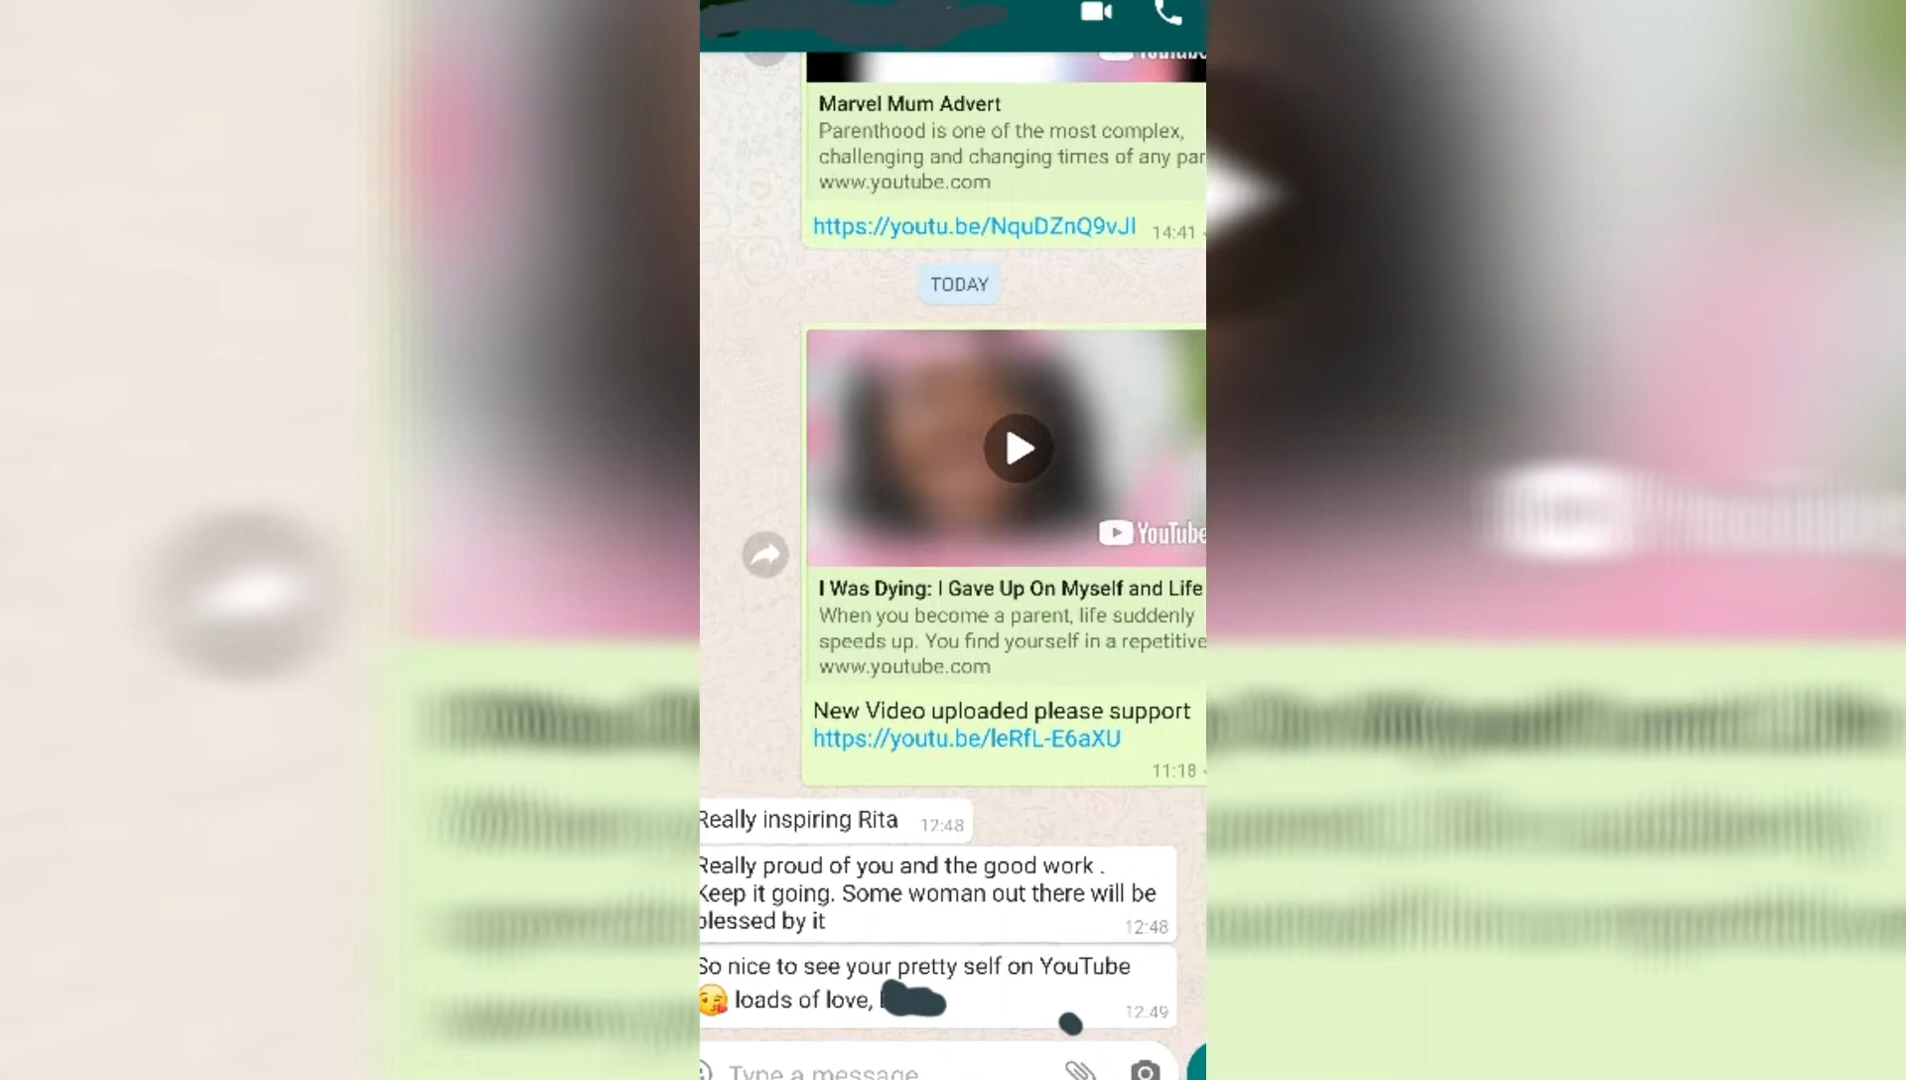 Marvel Mum Advert
Parenthood is one of the most complex,
challenging and changing times of any par
www.youtube.com
https://youtu.be/NquDZnQ9vJI
14:41
TODAY
YouTube
I Was Dying: I Gave Up On Myself and Life
When you become a parent, life suddenly
speeds up. You find yourself in a repetitive
www.youtube.com
New Video uploaded please support
https://youtu.be/leRfL-E6aXU
11:18
Really inspiring Rita
12:48
Really proud of you and the good work .
Keep it going. Some woman out there will be
blessed by it
12:48
So nice to see your pretty self on YouTube
😘 loads of love,
12:49
Type a message